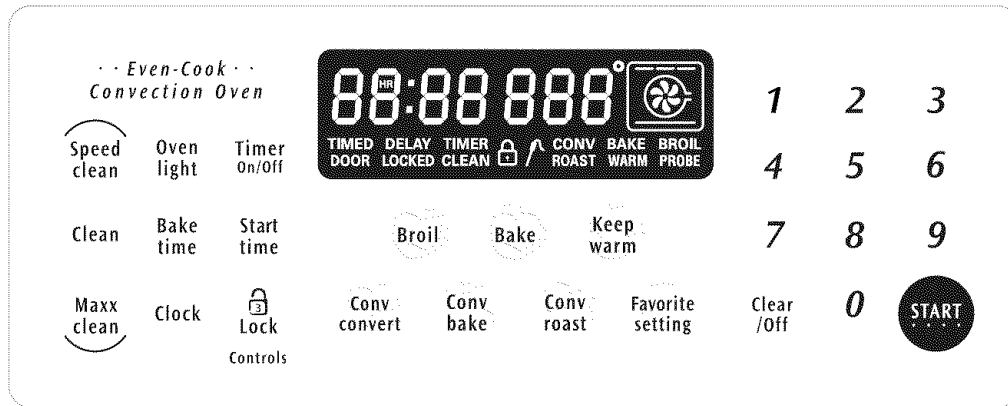 · · Even-Cook · ·
Convection Oven
88:88 888°
HR
TIMED DELAY TIMER CONV BAKE BROIL
DOOR LOCKED CLEAN ROAST WARM PROBE
Speed
clean
Oven
light
Timer
On/Off
Clean
Bake
time
Start
time
Maxx
clean
Clock
3
Lock
Controls
Broil
Bake
Keep
warm
Conv
convert
Conv
bake
Conv
roast
Favorite
setting
1 2 3
4 5 6
7 8 9
Clear
/Off
0
START